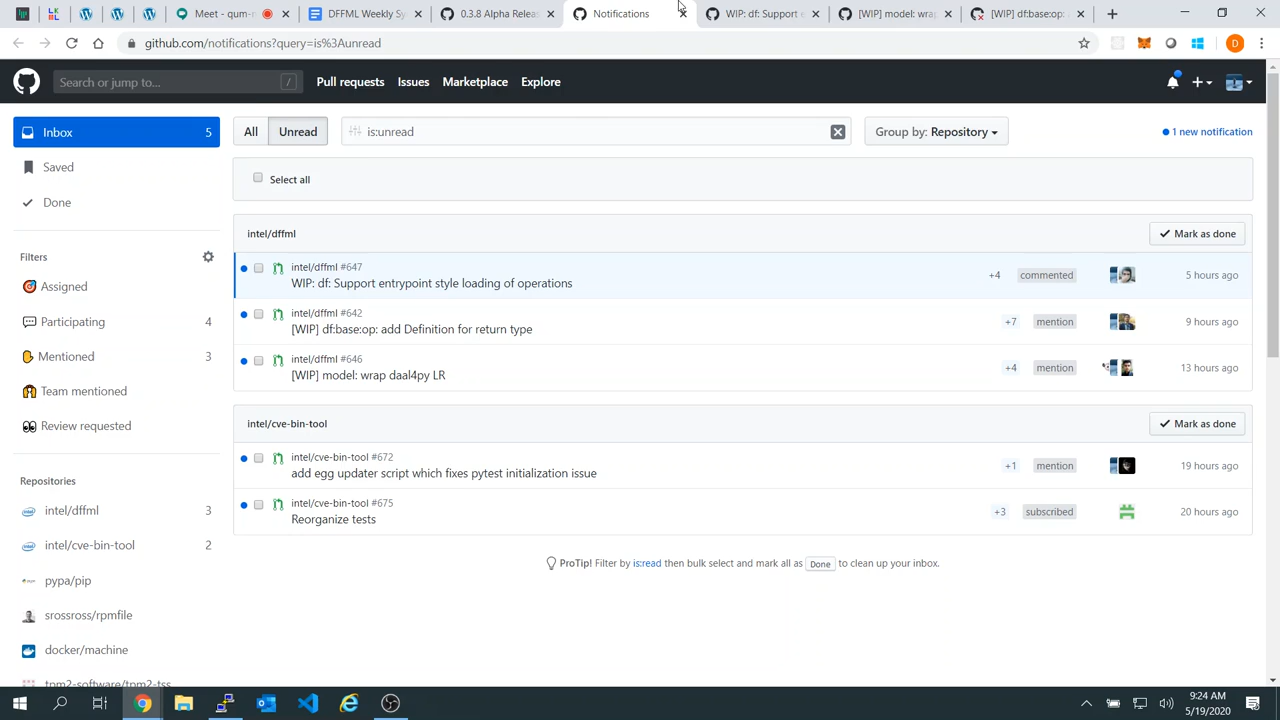 Meet - qum-
DFFML Weekly Sy
0.3.8 Alpha Releas
Notifications
WIP: df: Support e
[WIP] model: wra
[WIP] df:base:op:
github.com/notifications?query=is%3Aunread
D
Search or jump to...
/
Pull requests
Issues
Marketplace
Explore
Inbox 5
Saved
Done
Filters
Assigned
Participating 4
Mentioned 3
Team mentioned
Review requested
Repositories
intel/dffml 3
intel/cve-bin-tool 2
pypa/pip
srossross/rpmfile
docker/machine
tpm2-software/tpm2-tss
All
Unread
is:unread
Group by: Repository
1 new notification
Select all
intel/dffml
Mark as done
intel/dffml #647
WIP: df: Support entrypoint style loading of operations
+4 commented 5 hours ago
intel/dffml #642
[WIP] df:base:op: add Definition for return type
+7 mention 9 hours ago
intel/dffml #646
[WIP] model: wrap daal4py LR
+4 mention 13 hours ago
intel/cve-bin-tool
Mark as done
intel/cve-bin-tool #672
add egg updater script which fixes pytest initialization issue
+1 mention 19 hours ago
intel/cve-bin-tool #675
Reorganize tests
+3 subscribed 20 hours ago
ProTip! Filter by is:read then bulk select and mark all as Done to clean up your inbox.
9:24 AM
5/19/2020